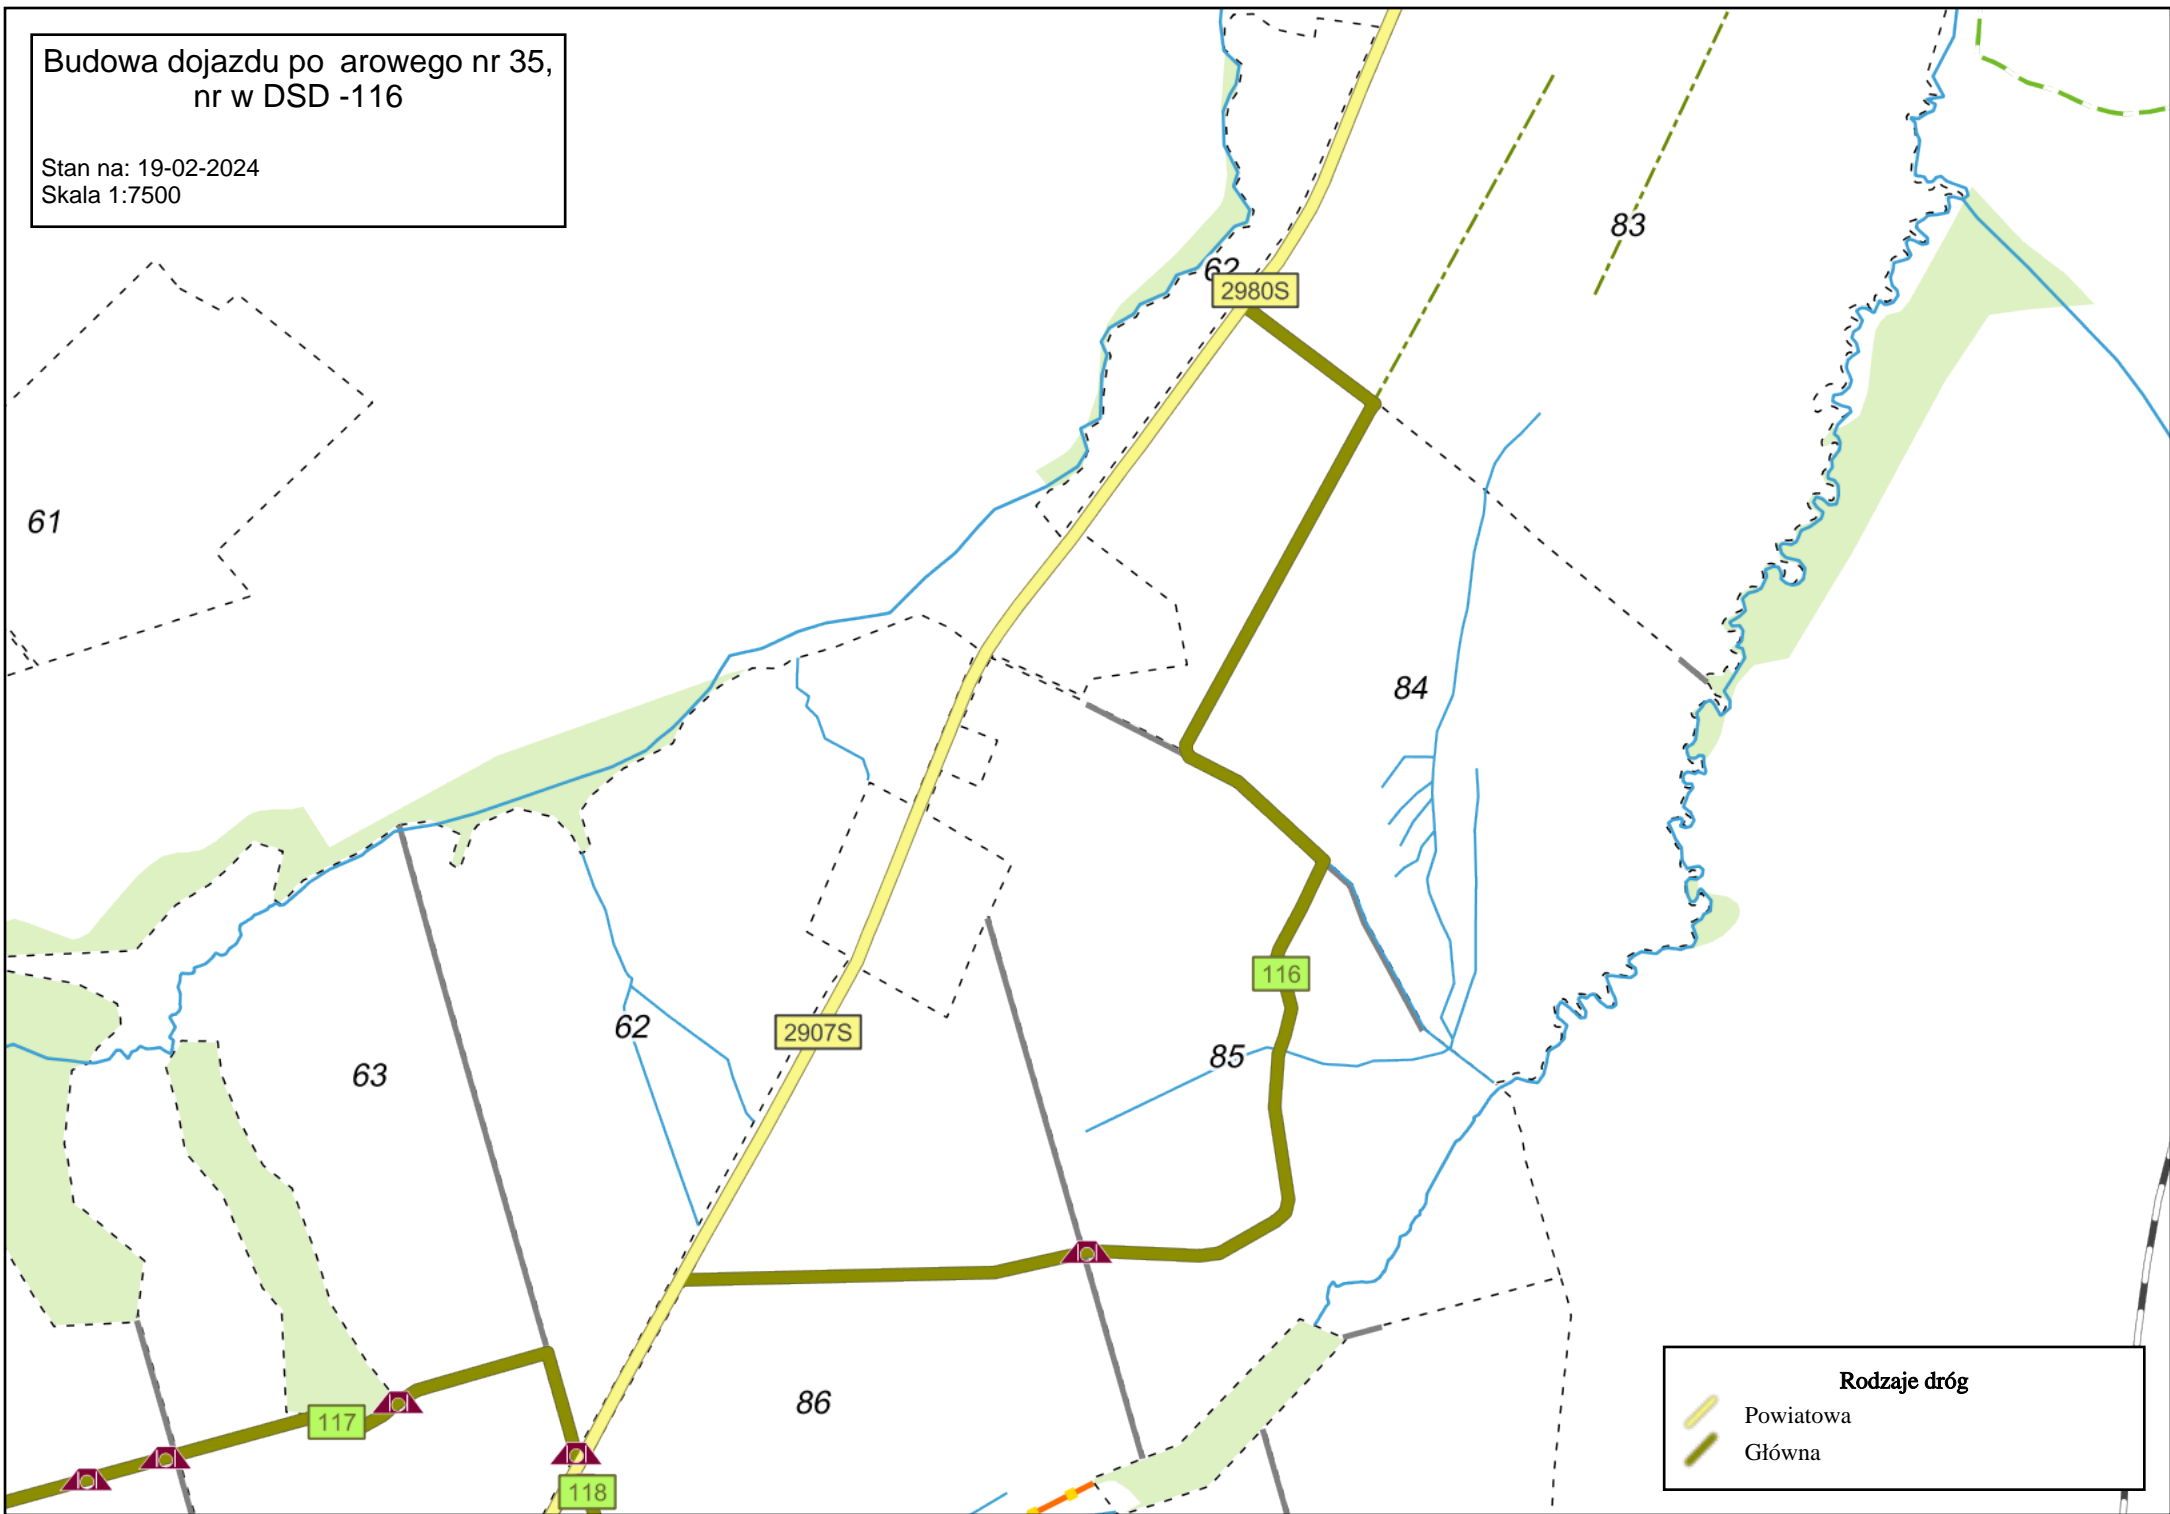 Budowa dojazdu po arowego nr 35,
nr w DSD -116
Stan na: 19-02-2024
Skala 1:7500
83
62
2980S
61
84
116
62
2907S
85
63
86
117
118
Rodzaje dróg
Powiatowa
Główna